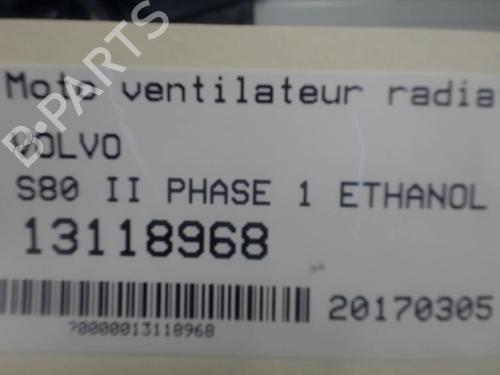 B-PARTS
Moto ventilateur radia
VOLVO
S80 II PHASE 1 ETHANOL
13118968
20170305
?0000013118968